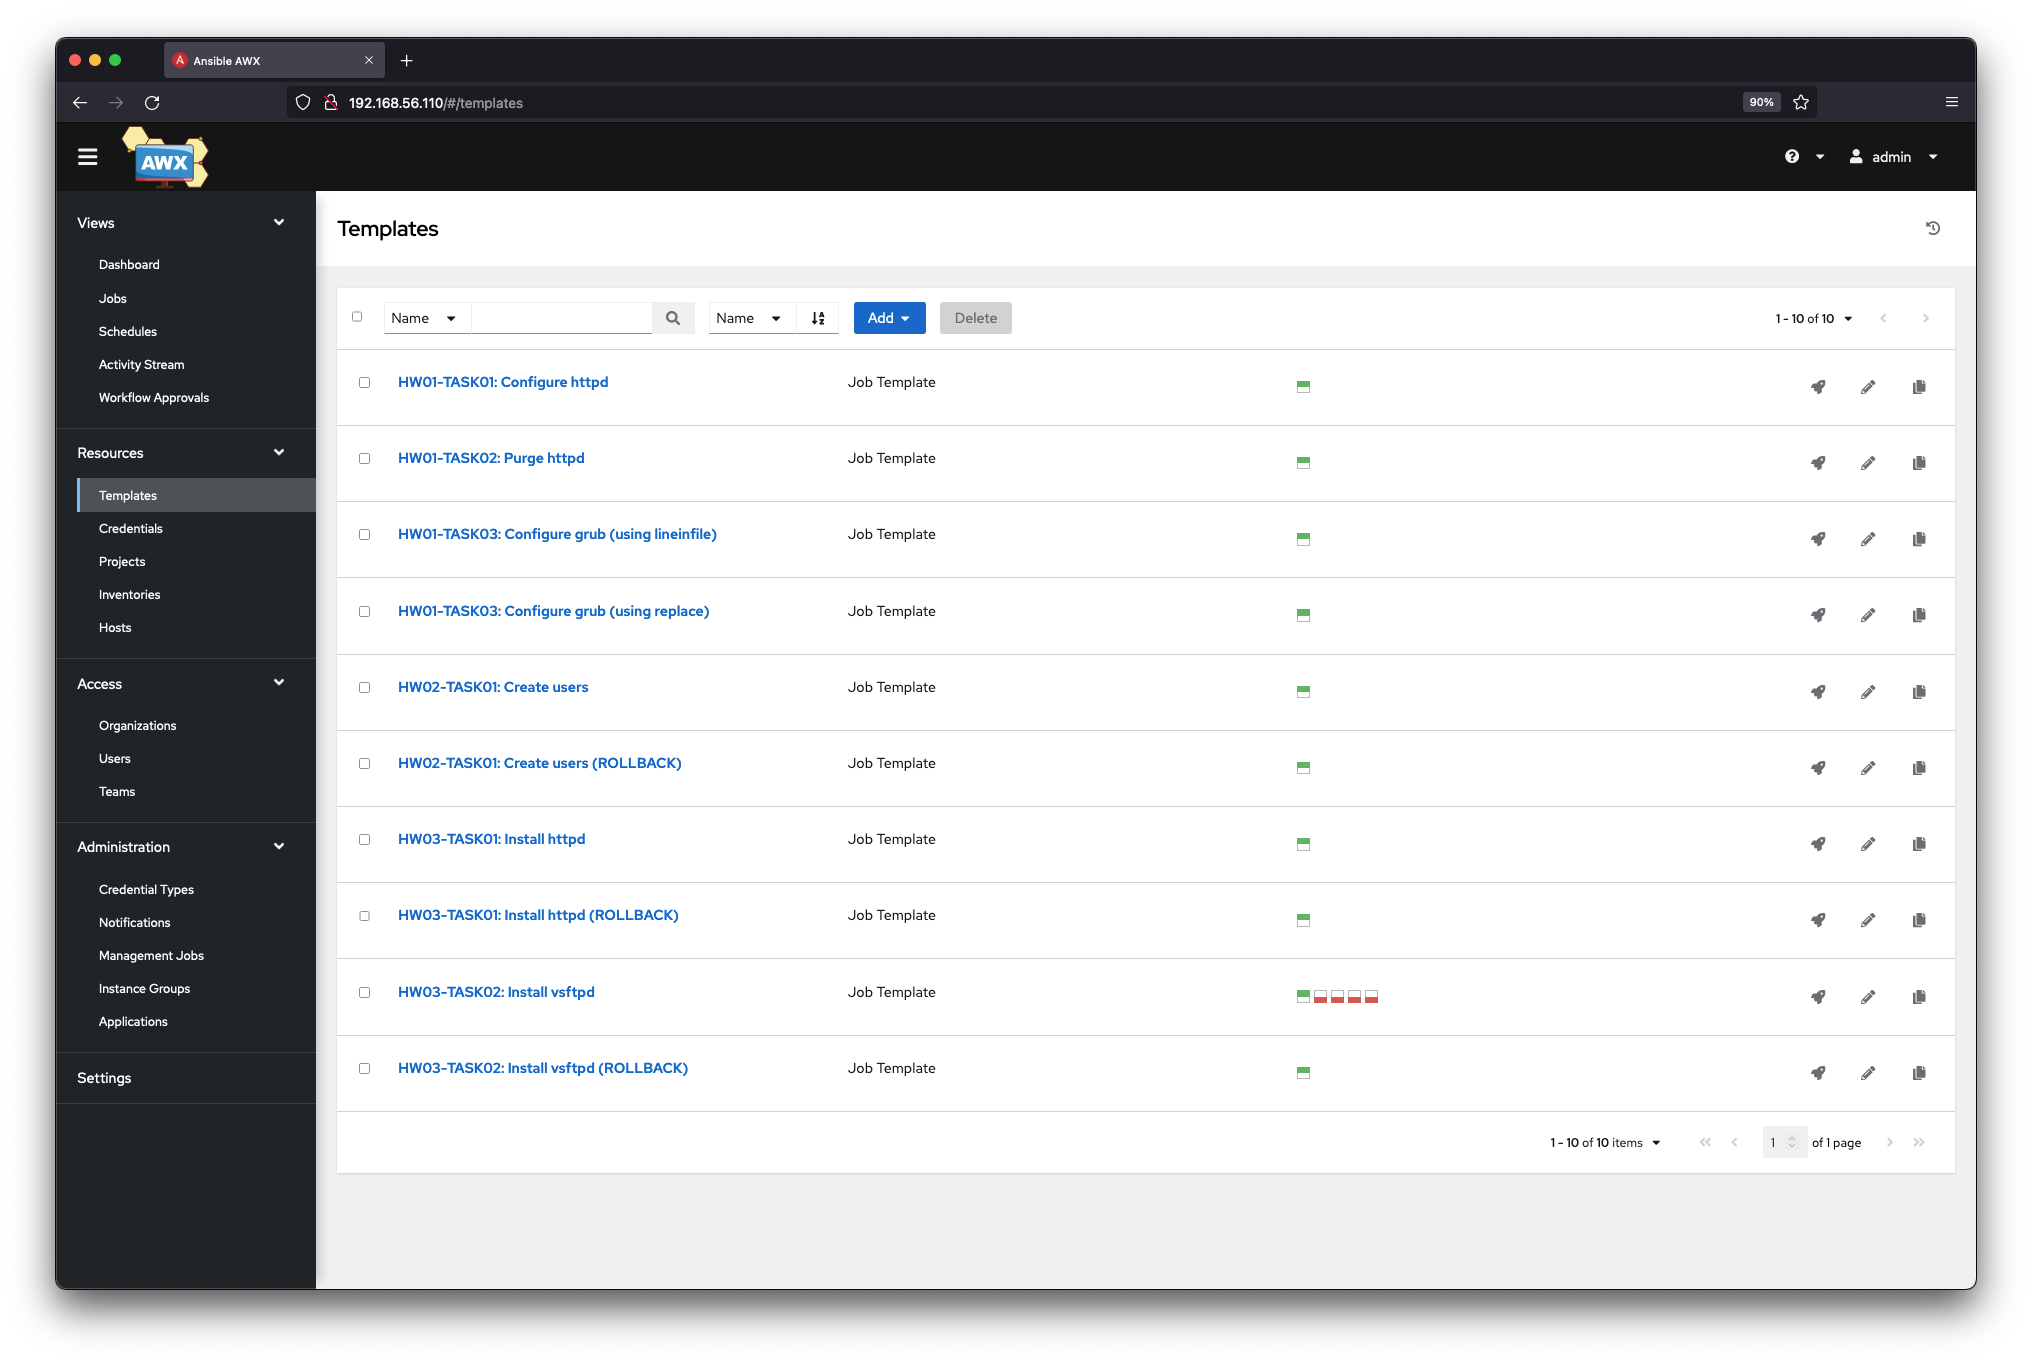 Ansible AWX
192.168.56.110/#/templates
90%
AWX
admin
Views
Dashboard
Jobs
Schedules
Activity Stream
Workflow Approvals
Resources
Templates
Credentials
Projects
Inventories
Hosts
Access
Organizations
Users
Teams
Administration
Credential Types
Notifications
Management Jobs
Instance Groups
Applications
Settings
Templates
Name Name Add Delete 1 - 10 of 10
HW01-TASK01: Configure httpd Job Template
HW01-TASK02: Purge httpd Job Template
HW01-TASK03: Configure grub (using lineinfile) Job Template
HW01-TASK03: Configure grub (using replace) Job Template
HW02-TASK01: Create users Job Template
HW02-TASK01: Create users (ROLLBACK) Job Template
HW03-TASK01: Install httpd Job Template
HW03-TASK01: Install httpd (ROLLBACK) Job Template
HW03-TASK02: Install vsftpd Job Template
HW03-TASK02: Install vsftpd (ROLLBACK) Job Template
1 - 10 of 10 items 1 of 1 page